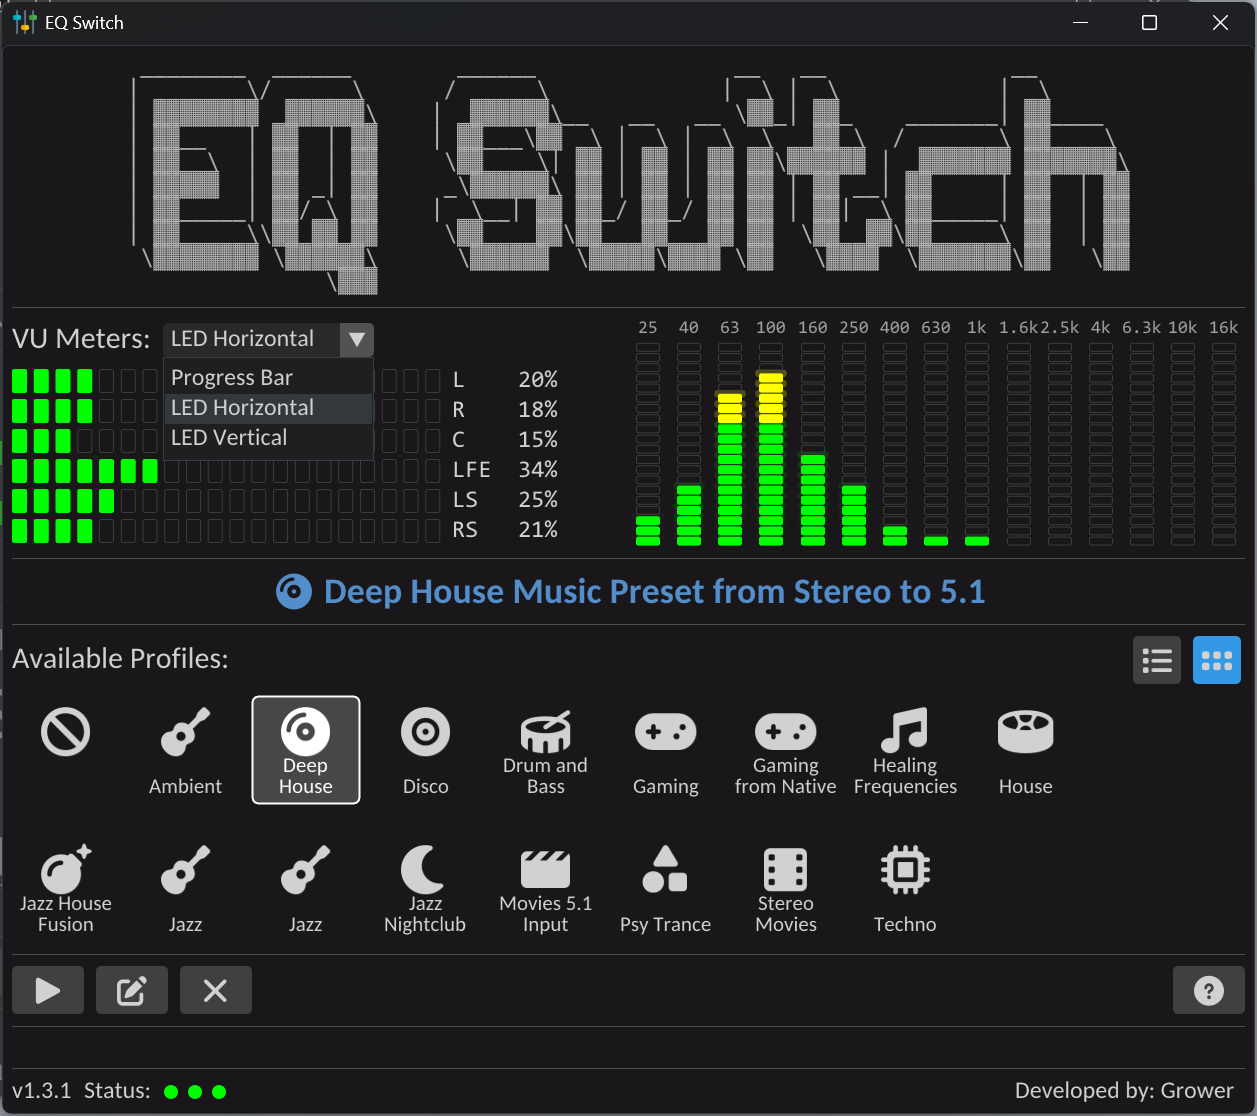 EQ Switch
EQ Switch
VU Meters: LED Horizontal
Progress Bar
LED Horizontal
LED Vertical
L 20%
R 18%
C 15%
LFE 34%
LS 25%
RS 21%
25 40 63 100 160 250 400 630 1k 1.6k 2.5k 4k 6.3k 10k 16k
Deep House Music Preset from Stereo to 5.1
Available Profiles:
Ambient
Deep
House
Disco
Drum and
Bass
Gaming
Gaming
from Native
Healing
Frequencies
House
Jazz House
Fusion
Jazz
Jazz
Jazz
Nightclub
Movies 5.1
Input
Psy Trance
Stereo
Movies
Techno
?
v1.3.1 Status:
Developed by: Grower